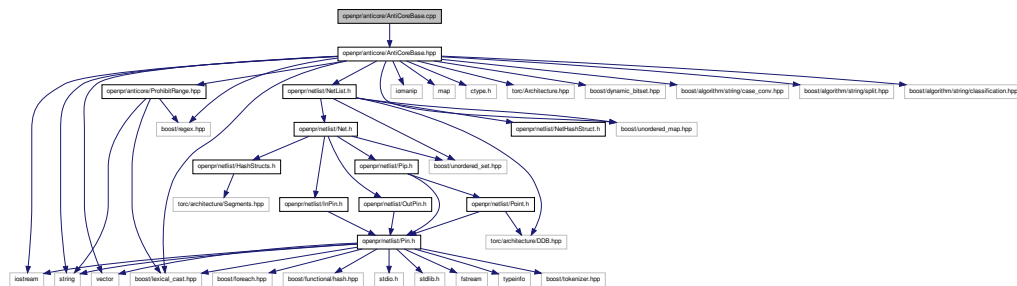 openpr/anticore/AntiCoreBase.cpp
openpr/anticore/AntiCoreBase.hpp
openpr/anticore/ProhibitRange.hpp
openpr/netlist/NetList.h
iomanip
map
ctype.h
torc/Architecture.hpp
boost/dynamic_bitset.hpp
boost/algorithm/string/case_conv.hpp
boost/algorithm/string/split.hpp
boost/algorithm/string/classification.hpp
boost/regex.hpp
openpr/netlist/Net.h
openpr/netlist/NetHashStruct.h
boost/unordered_map.hpp
openpr/netlist/HashStructs.h
openpr/netlist/Pip.h
boost/unordered_set.hpp
torc/architecture/Segments.hpp
openpr/netlist/InPin.h
openpr/netlist/OutPin.h
openpr/netlist/Point.h
openpr/netlist/Pin.h
torc/architecture/DDB.hpp
iostream
string
vector
boost/lexical_cast.hpp
boost/foreach.hpp
boost/functional/hash.hpp
stdio.h
stdlib.h
fstream
typeinfo
boost/tokenizer.hpp